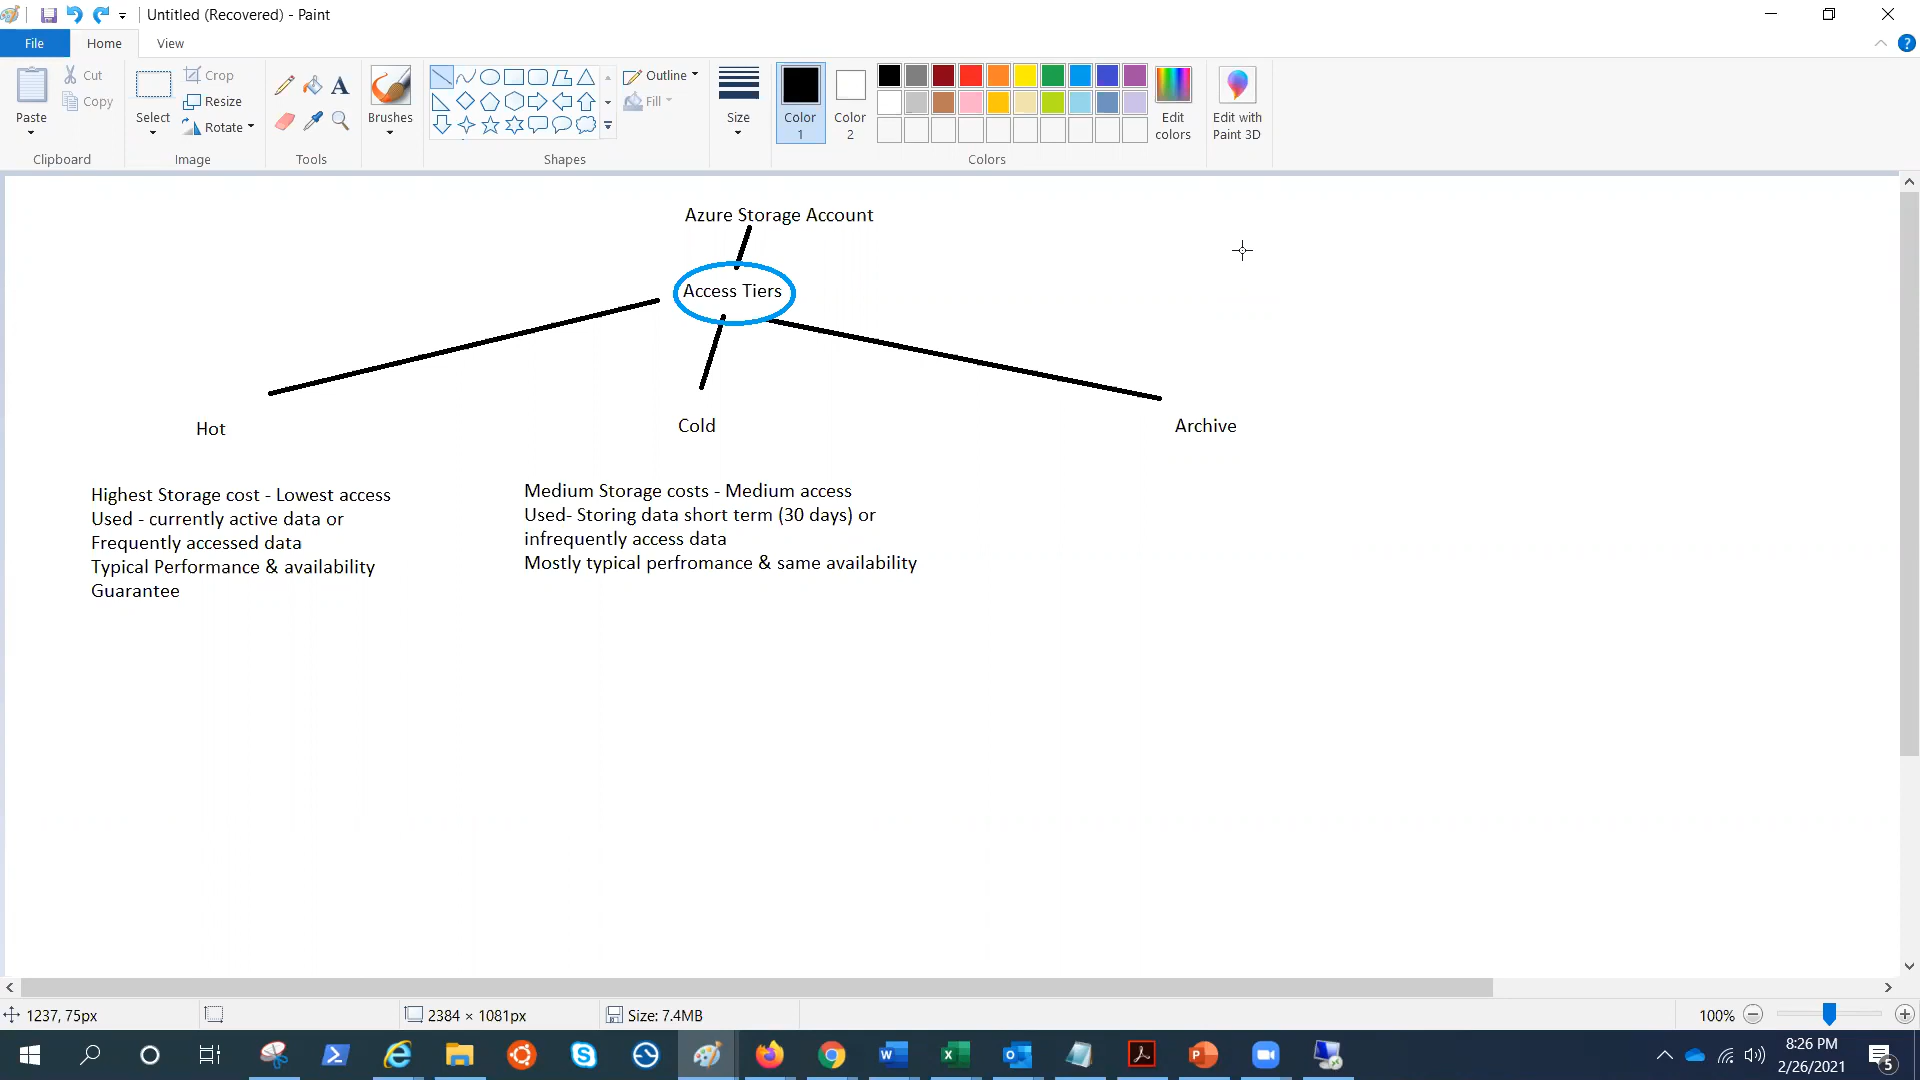 Untitled (Recovered) - Paint
File
Home
View
?
Paste
Cut
Copy
Clipboard
Select
Crop
Resize
Rotate
Image
A
Tools
Brushes
Outline
Fill
Shapes
Size
Color
1
Color
2
Edit
colors
Colors
Edit with
Paint 3D
Azure Storage Account
Access Tiers
Hot
Cold
Archive
Highest Storage cost - Lowest access
Used - currently active data or
Frequently accessed data
Typical Performance & availability
Guarantee
Medium Storage costs - Medium access
Used- Storing data short term (30 days) or
infrequently access data
Mostly typical perfromance & same availability
1237, 75px
2384 × 1081px
Size: 7.4MB
100%
8:26 PM
2/26/2021
5